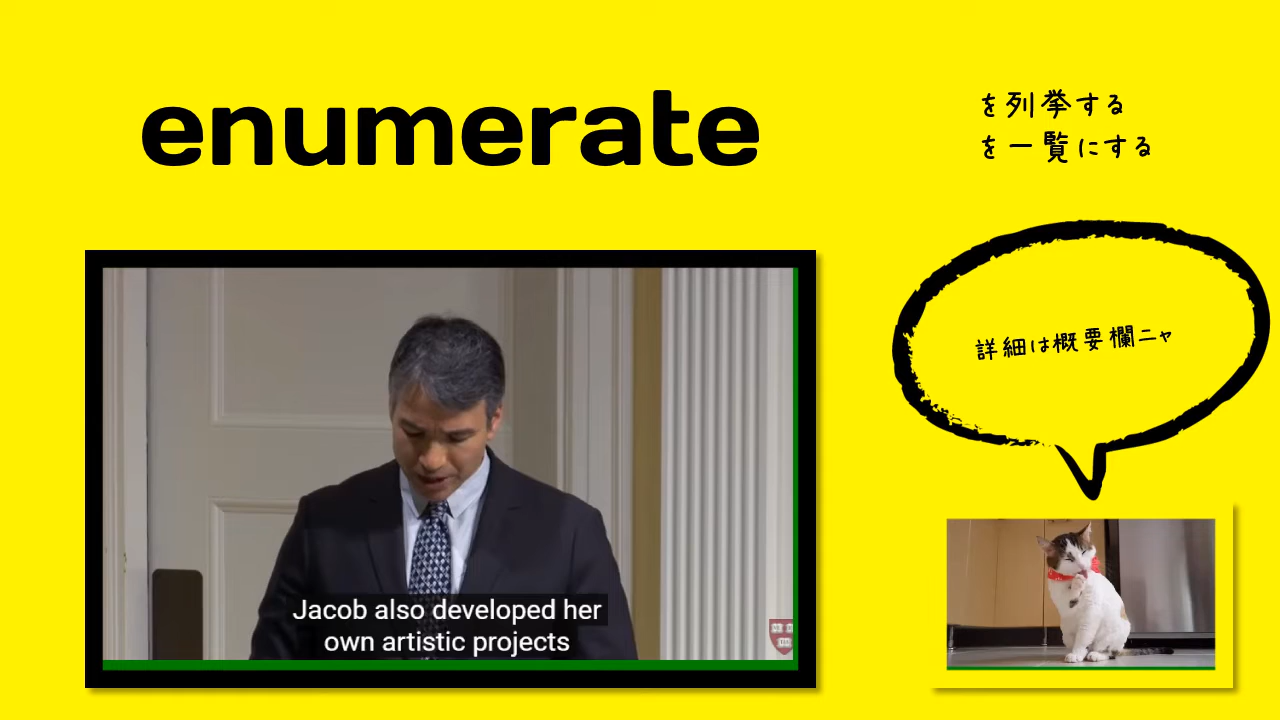 enumerate
を列挙する
を一覧にする
詳細は概要欄ニャ
Jacob also developed her
own artistic projects